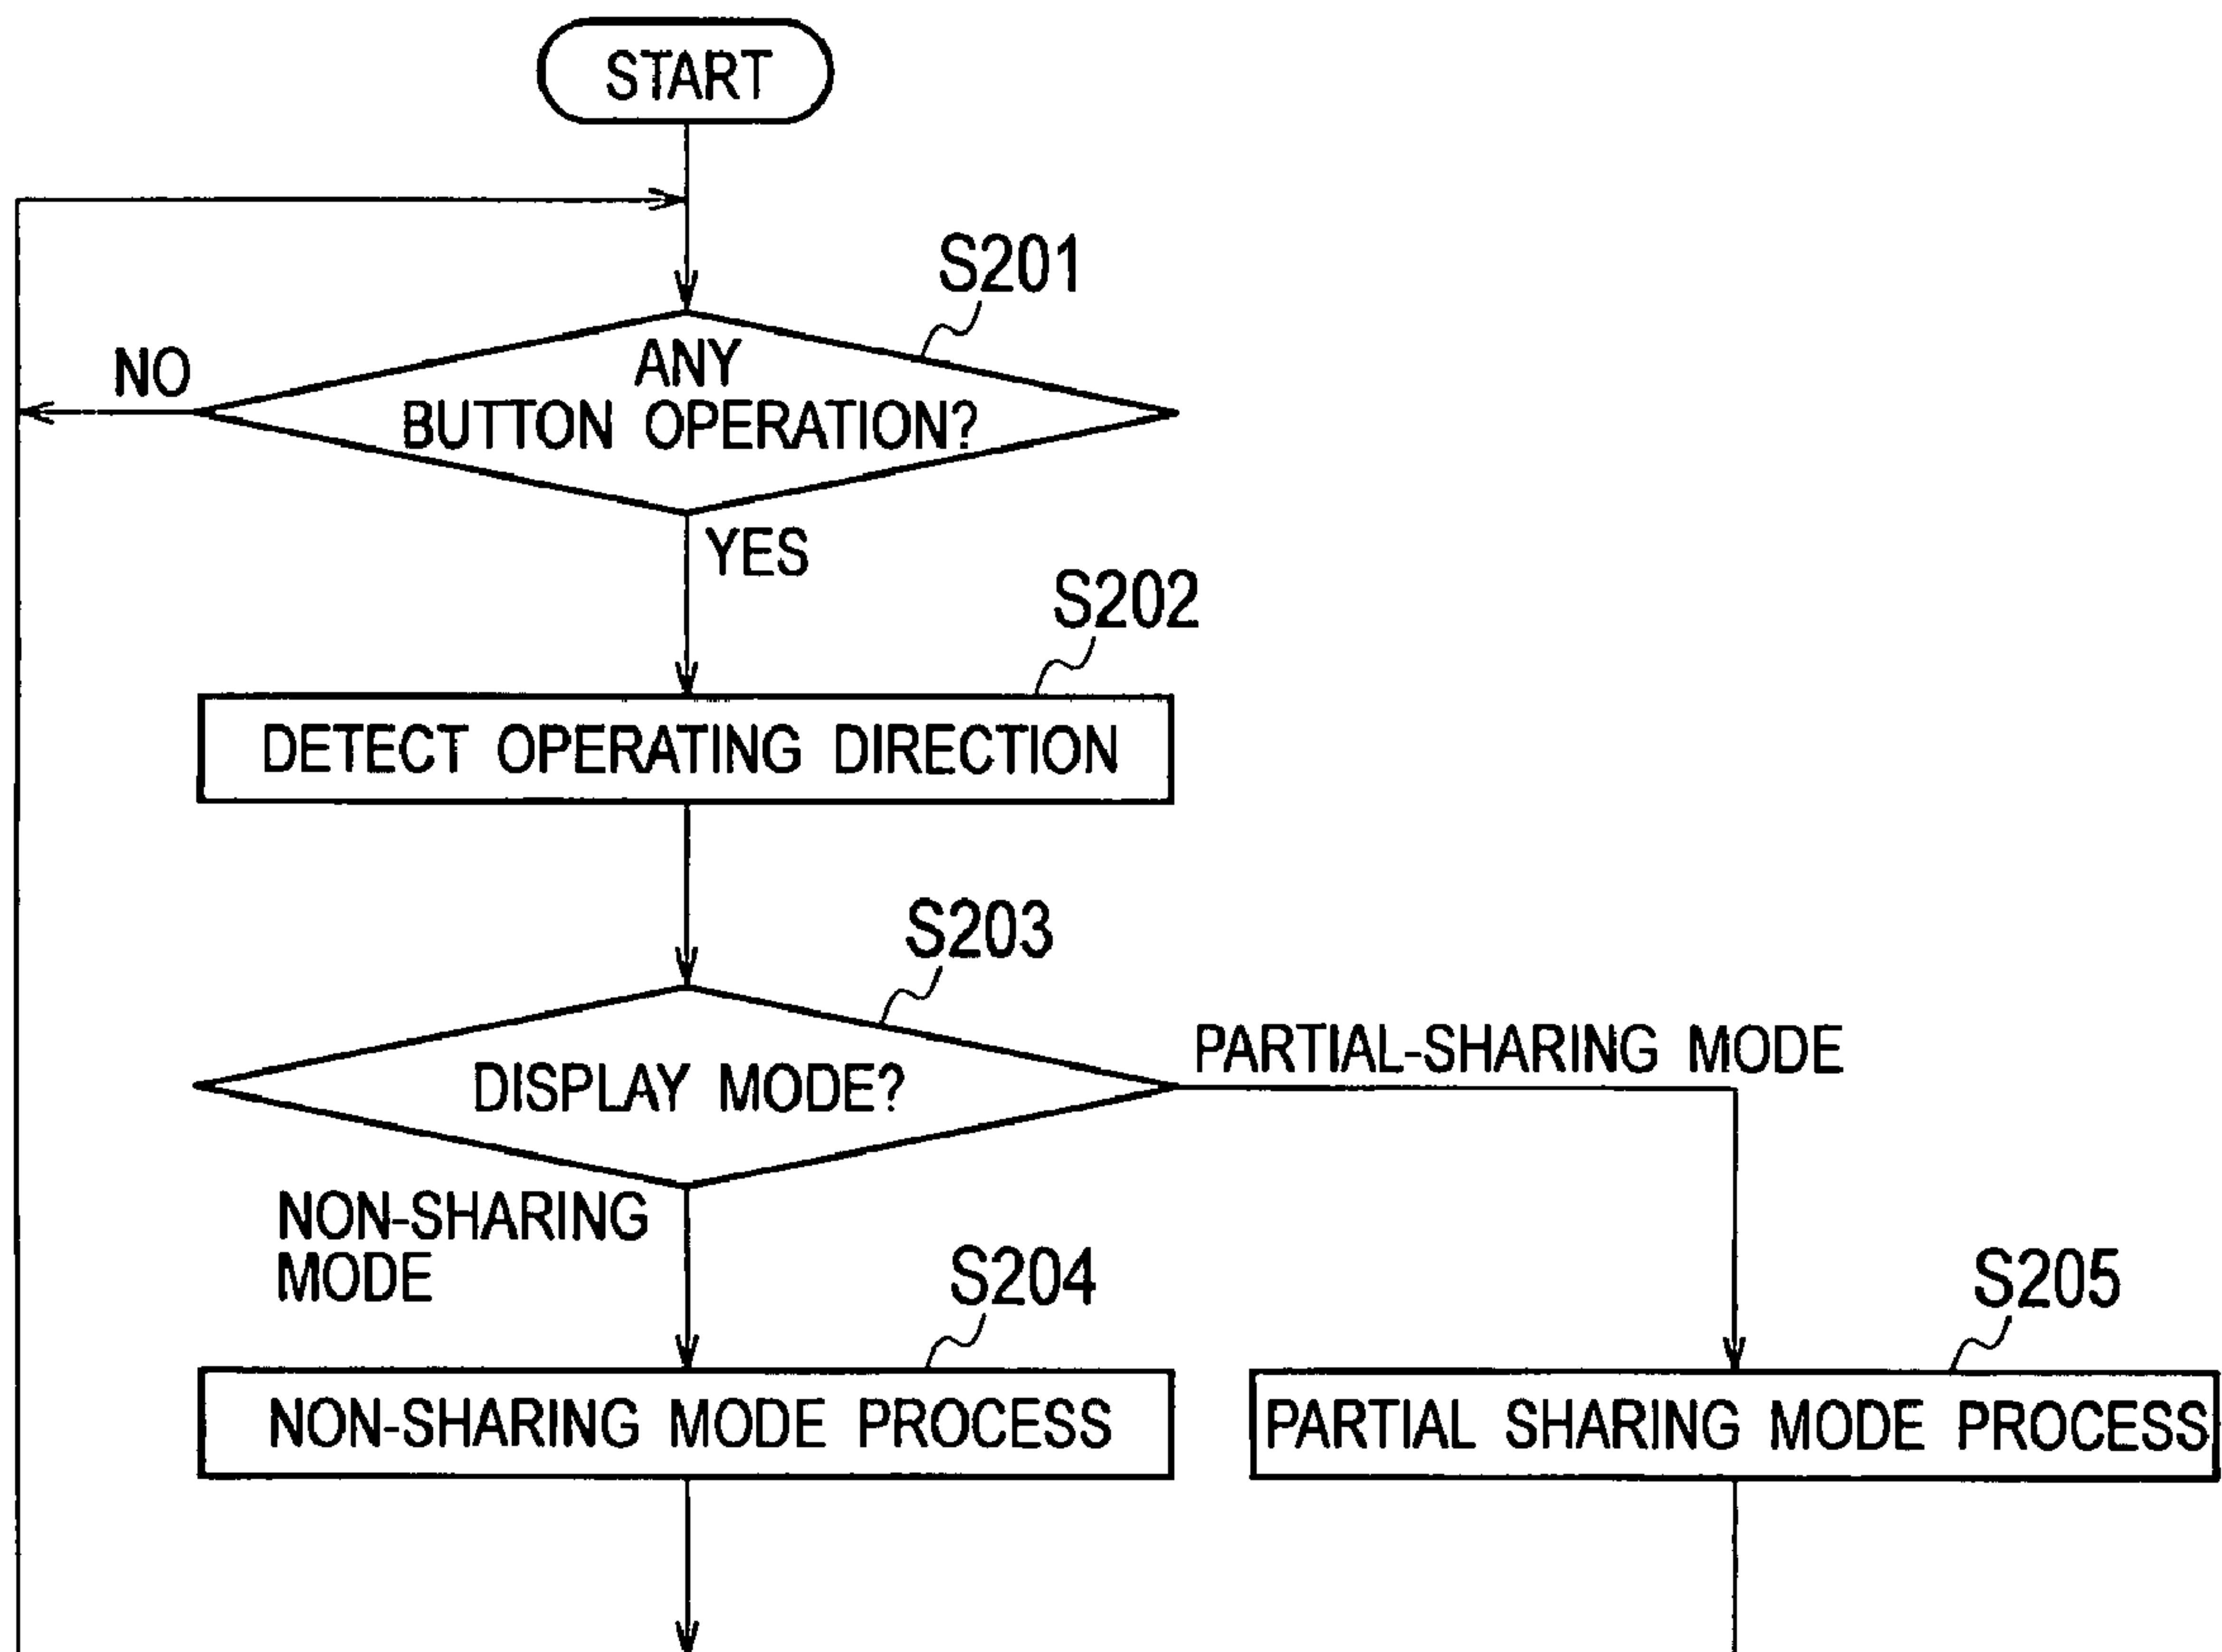 START
S201
NO
ANY
BUTTON OPERATION?
YES
S202
DETECT OPERATING DIRECTION
S203
PARTIAL-SHARING MODE
DISPLAY MODE?
NON-SHARING
MODE
S204
S205
NON-SHARING MODE PROCESS
PARTIAL SHARING MODE PROCESS